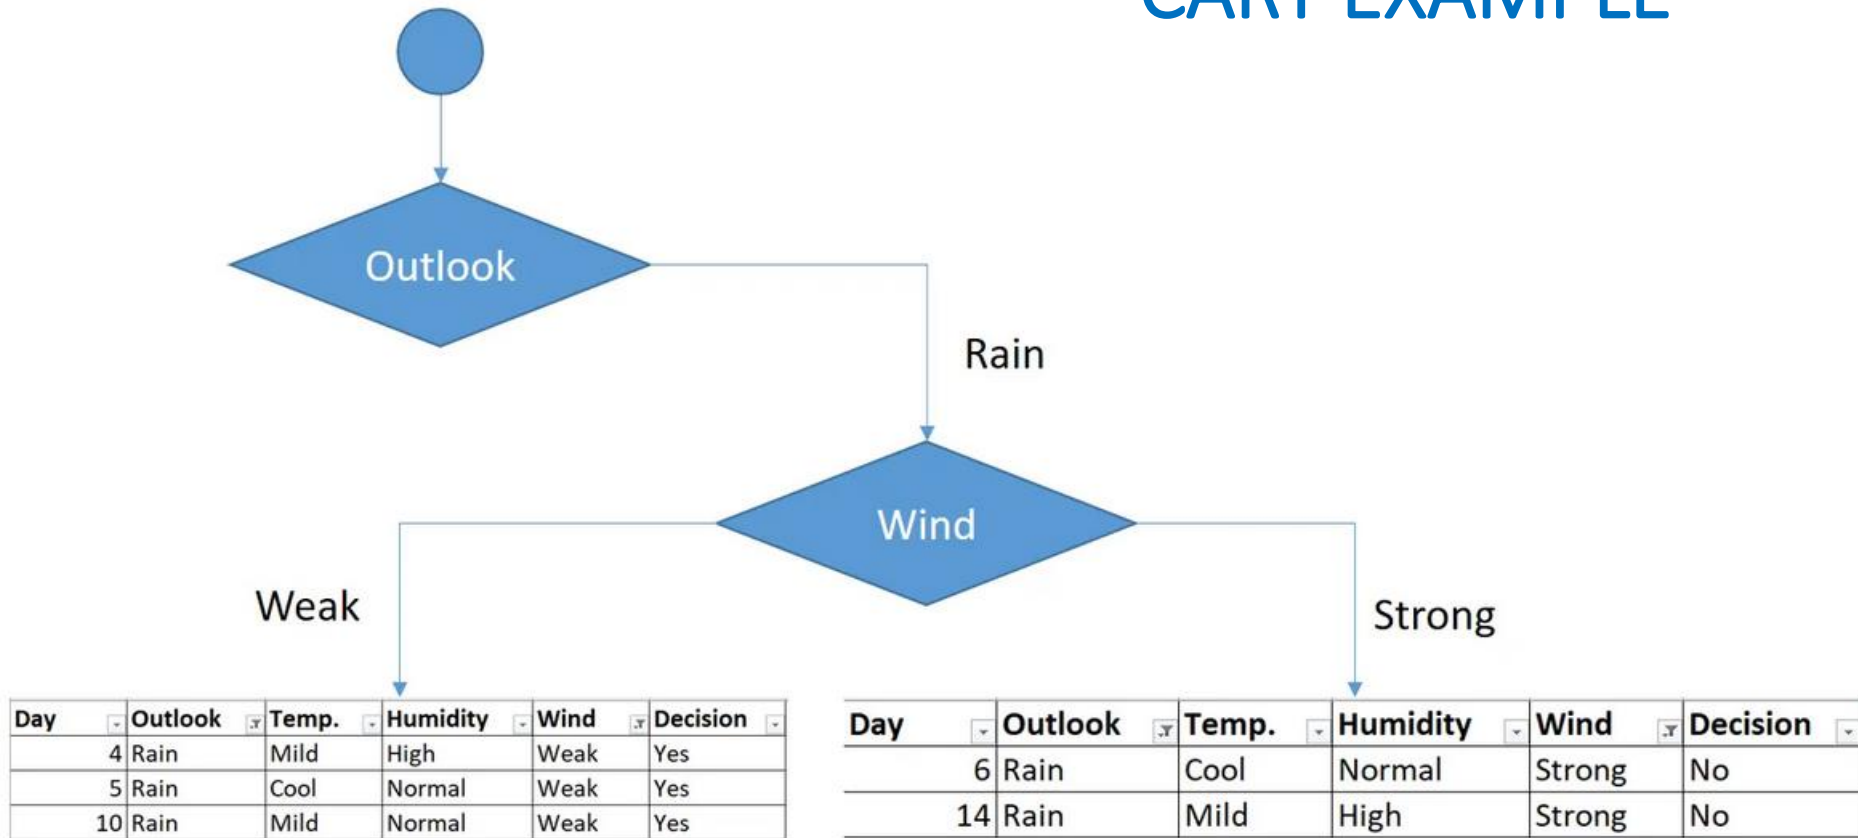 CART EXAMPLE
Outlook
Rain
Wind
Weak
Strong
Day Outlook Temp. Humidity Wind Decision
4 Rain Mild High Weak Yes
5 Rain Cool Normal Weak Yes
10 Rain Mild Normal Weak Yes
Day Outlook Temp. Humidity Wind Decision
6 Rain Cool Normal Strong No
14 Rain Mild High Strong No